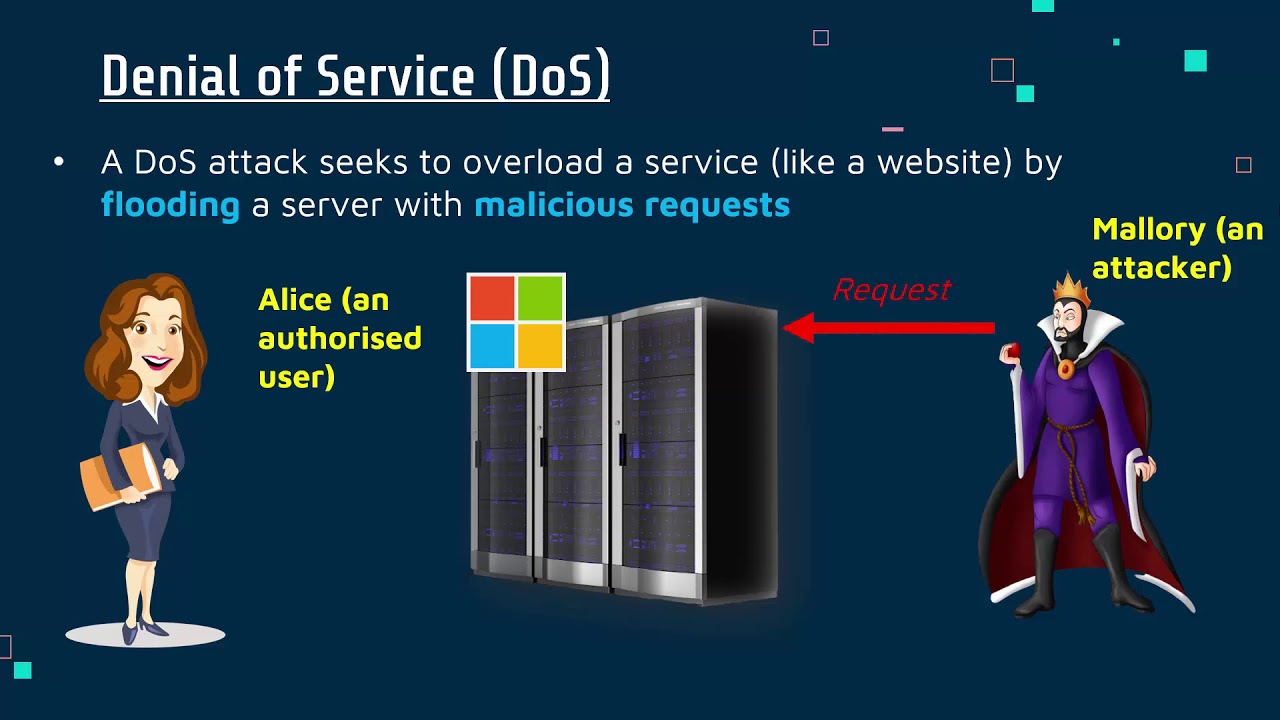 Denial of Service (DoS)
• A DoS attack seeks to overload a service (like a website) by
flooding a server with malicious requests
Mallory (an
attacker)
Alice (an
authorised
user)
Request